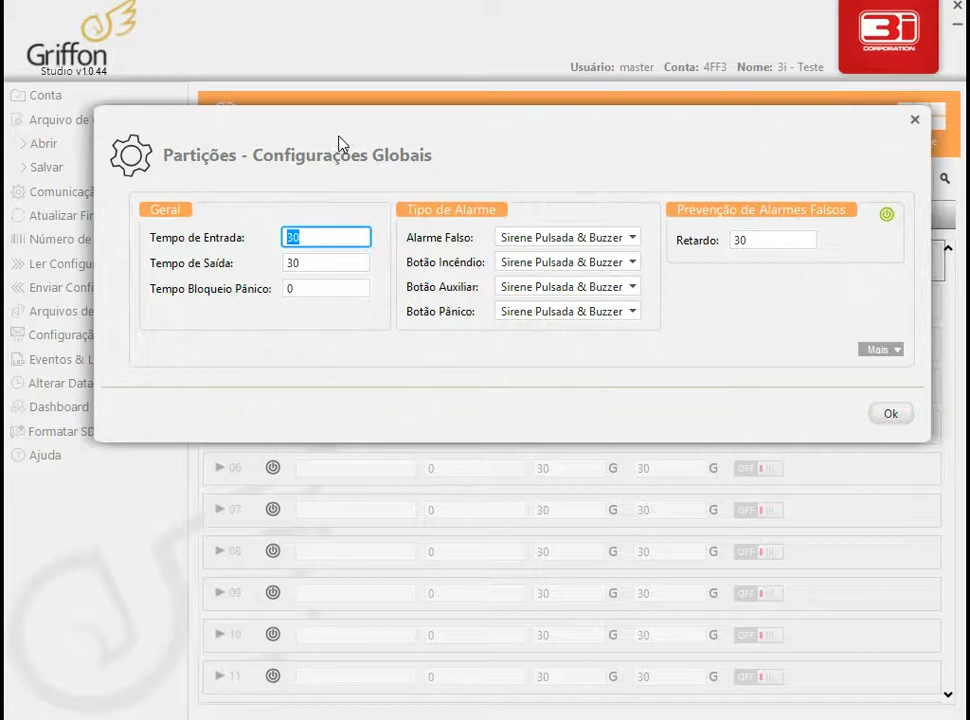 Griffon
Studio v1.0.44
3i
CORPORATION
Usuário: master Conta: 4FF3 Nome: 3i - Teste
Conta
Arquivo de
Abrir
Salvar
Comunicaçã
Atualizar Fir
Número de
Ler Configu
Enviar Confi
Arquivos de
Configuraçã
Eventos & L
Alterar Data
Dashboard
Formatar SD
Ajuda
Partições - Configurações Globais
Geral
Tempo de Entrada: 30
Tempo de Saída: 30
Tempo Bloqueio Pânico: 0
Tipo de Alarme
Alarme Falso: Sirene Pulsada & Buzzer
Botão Incêndio: Sirene Pulsada & Buzzer
Botão Auxiliar: Sirene Pulsada & Buzzer
Botão Pânico: Sirene Pulsada & Buzzer
Prevenção de Alarmes Falsos
Retardo: 30
Mais
Ok
06 0 30 G 30 G OFF
07 0 30 G 30 G OFF
08 0 30 G 30 G OFF
09 0 30 G 30 G OFF
10 0 30 G 30 G OFF
11 0 30 G 30 G OFF